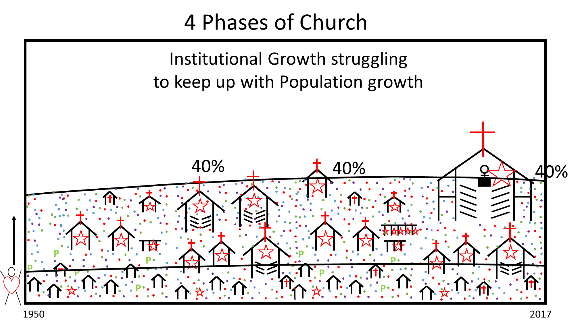 4 Phases of Church
Institutional Growth struggling
to keep up with Population growth
40%
40%
40%
P
P
P
P
P
P
P
P
1950
2017